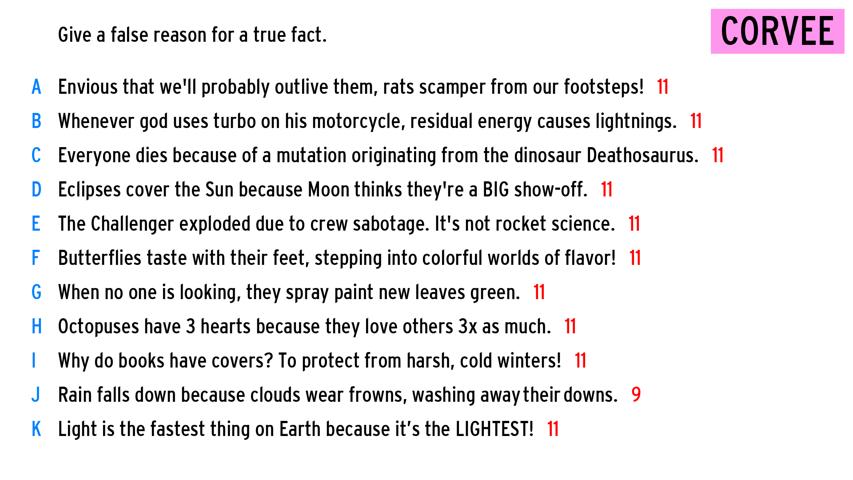 Give a false reason for a true fact.
CORVEE
A Envious that we'll probably outlive them, rats scamper from our footsteps! 11
B Whenever god uses turbo on his motorcycle, residual energy causes lightnings. 11
C Everyone dies because of a mutation originating from the dinosaur Deathosaurus. 11
D Eclipses cover the Sun because Moon thinks they're a BIG show-off. 11
E The Challenger exploded due to crew sabotage. It's not rocket science. 11
F Butterflies taste with their feet, stepping into colorful worlds of flavor! 11
G When no one is looking, they spray paint new leaves green. 11
H Octopuses have 3 hearts because they love others 3x as much. 11
I Why do books have covers? To protect from harsh, cold winters! 11
J Rain falls down because clouds wear frowns, washing away their downs. 9
K Light is the fastest thing on Earth because it’s the LIGHTEST! 11